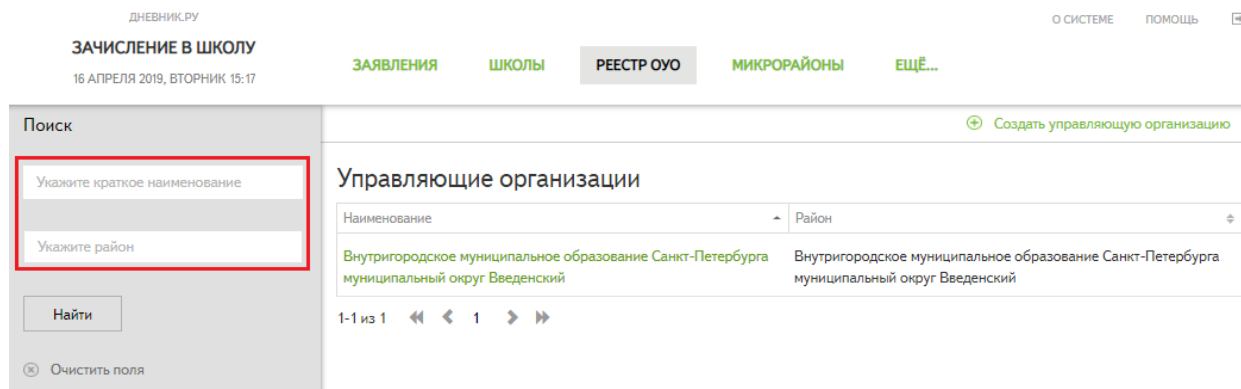 ДНЕВНИК.РУ
ЗАЧИСЛЕНИЕ В ШКОЛУ
16 АПРЕЛЯ 2019, ВТОРНИК 15:17
О СИСТЕМЕ ПОМОЩЬ
ЗАЯВЛЕНИЯ ШКОЛЫ РЕЕСТР ОУО МИКРОРАЙОНЫ ЕЩЁ...
Поиск
Укажите краткое наименование
Укажите район
Найти
Очистить поля
Создать управляющую организацию
Управляющие организации
Наименование Район
Внутригородское муниципальное образование Санкт-Петербурга Внутригородское муниципальное образование Санкт-Петербурга
муниципальный округ Введенский муниципальный округ Введенский
1-1 из 1 1